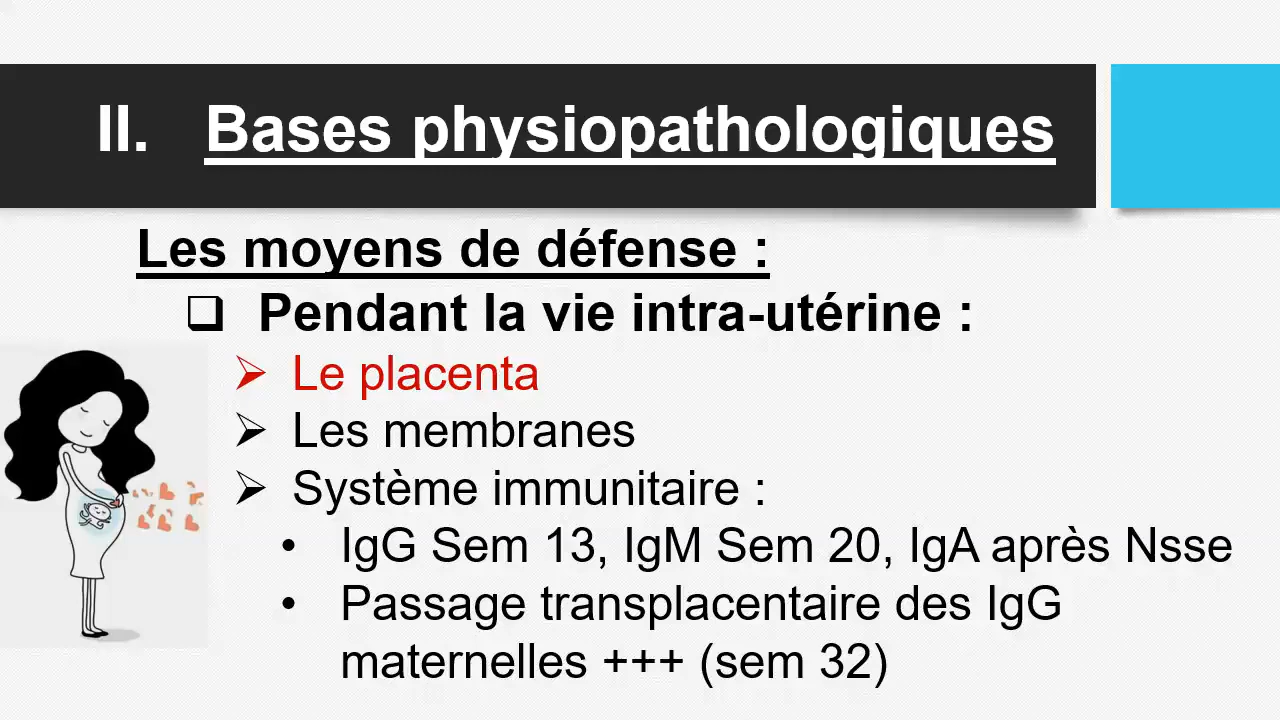 II. Bases physiopathologiques
Les moyens de défense :
❑ Pendant la vie intra-utérine :
➢ Le placenta
➢ Les membranes
➢ Système immunitaire :
• IgG Sem 13, IgM Sem 20, IgA après Nsse
• Passage transplacentaire des IgG
maternelles +++ (sem 32)